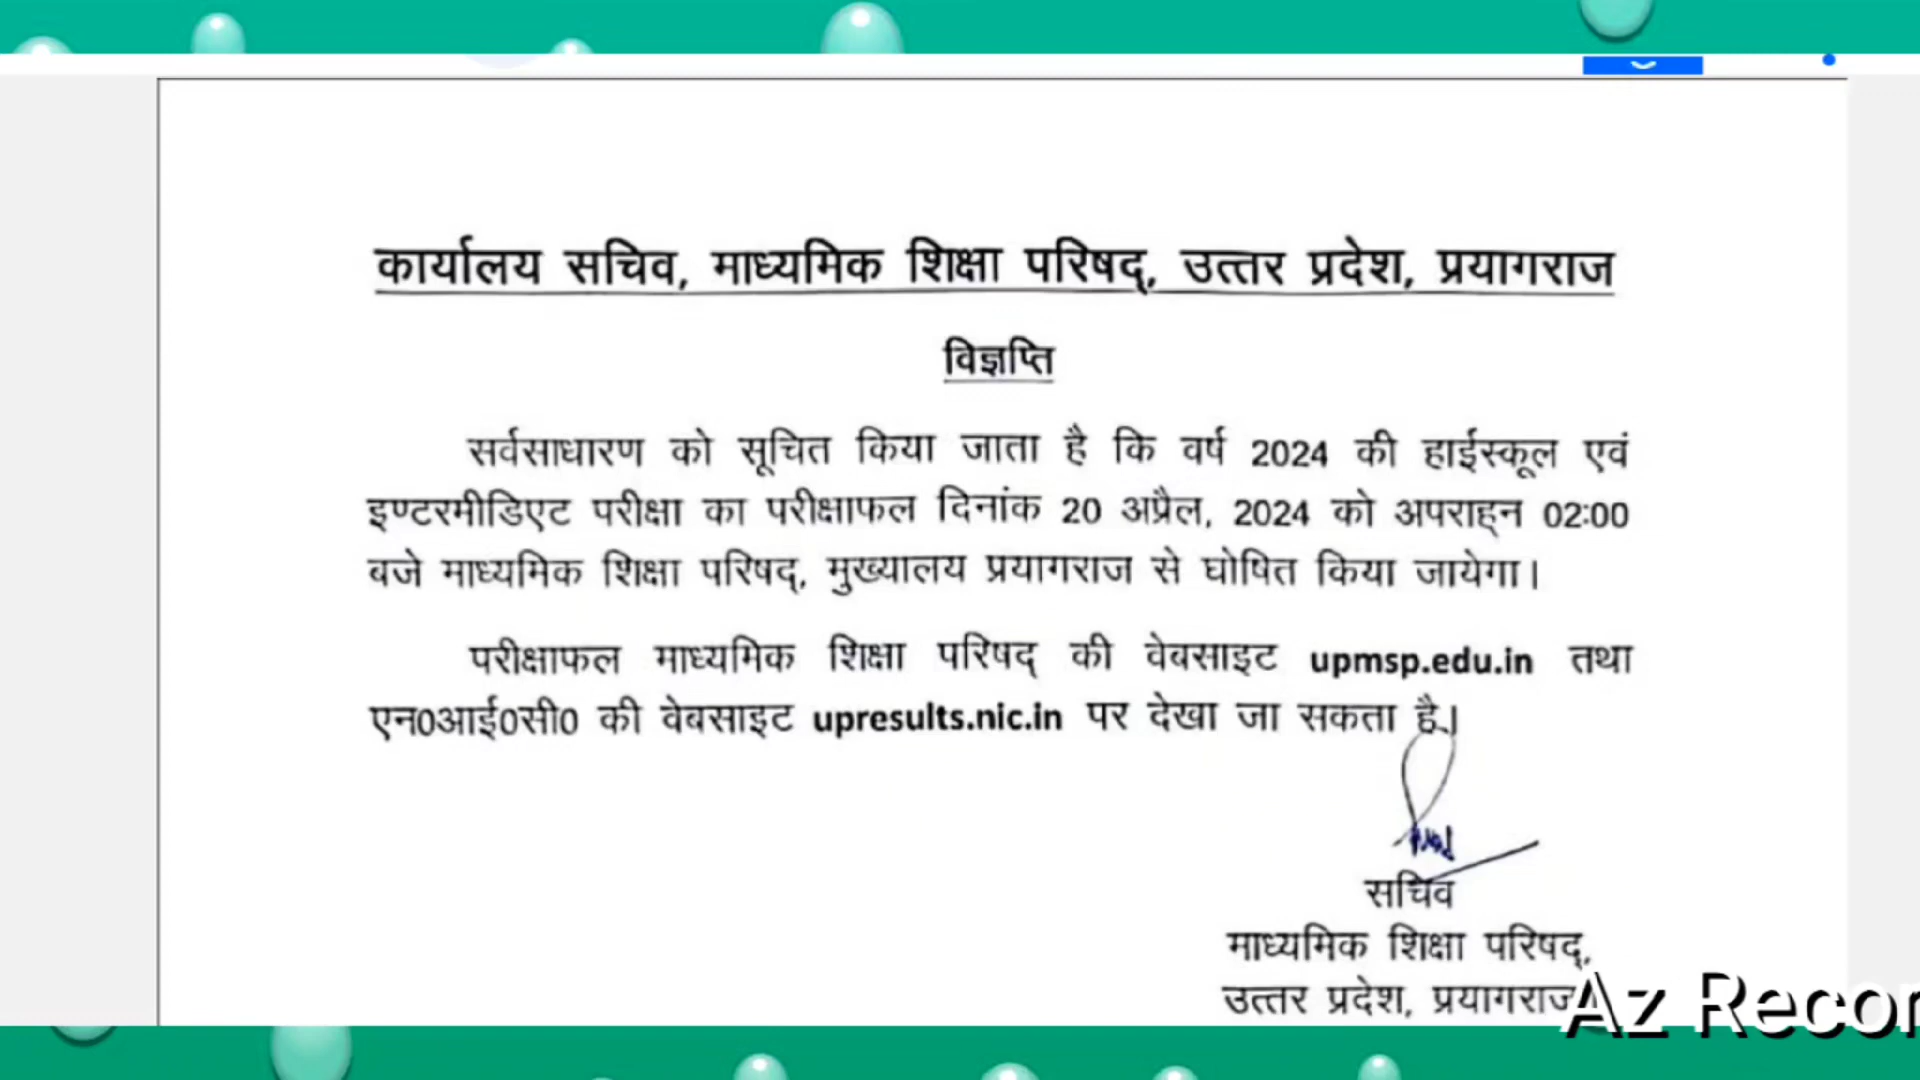 कार्यालय सचिव, माध्यमिक शिक्षा परिषद्, उत्तर प्रदेश, प्रयागराज
विज्ञप्ति
सर्वसाधारण को सूचित किया जाता है कि वर्ष 2024 की हाईस्कूल एवं
इण्टरमीडिएट परीक्षा का परीक्षाफल दिनांक 20 अप्रैल, 2024 को अपराह्न 02:00
बजे माध्यमिक शिक्षा परिषद्, मुख्यालय प्रयागराज से घोषित किया जायेगा।
परीक्षाफल माध्यमिक शिक्षा परिषद् की वेबसाइट upmsp.edu.in तथा
एन0आई0सी0 की वेबसाइट upresults.nic.in पर देखा जा सकता है।
सचिव
माध्यमिक शिक्षा परिषद्,
उत्तर प्रदेश, प्रयागराज
Az Recor